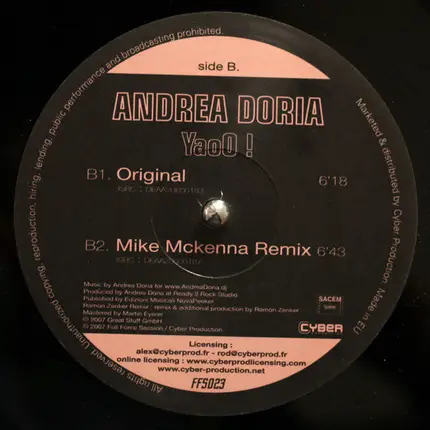 side B.
ANDREA DORIA
YaoO !
B1. Original 6'18
B2. Mike Mckenna Remix 6'43
Music by Andrea Doria for www.AndreaDoria.dj
Produced by Andrea Doria at Ready 2 Rock Studio
Published by Edizioni Musicali NovaPeeker
Ramon Zenker Remix : remix & additional production by Ramon Zenker
Mastered by Martin Eyerer
℗ 2007 Great Stuff GmbH
© 2007 Full Force Session / Cyber Production
SACEM
CYBER
Licensing :
alex@cyberprod.fr - rod@cyberprod.fr
online licensing : www.cyberprodlicensing.com
www.cyber-production.net
FFS023
All rights reserved. Unauthorized copying, reproduction, hiring, lending, public performance and broadcasting prohibited.
Marketed & distributed by Cyber Production. Made in EU